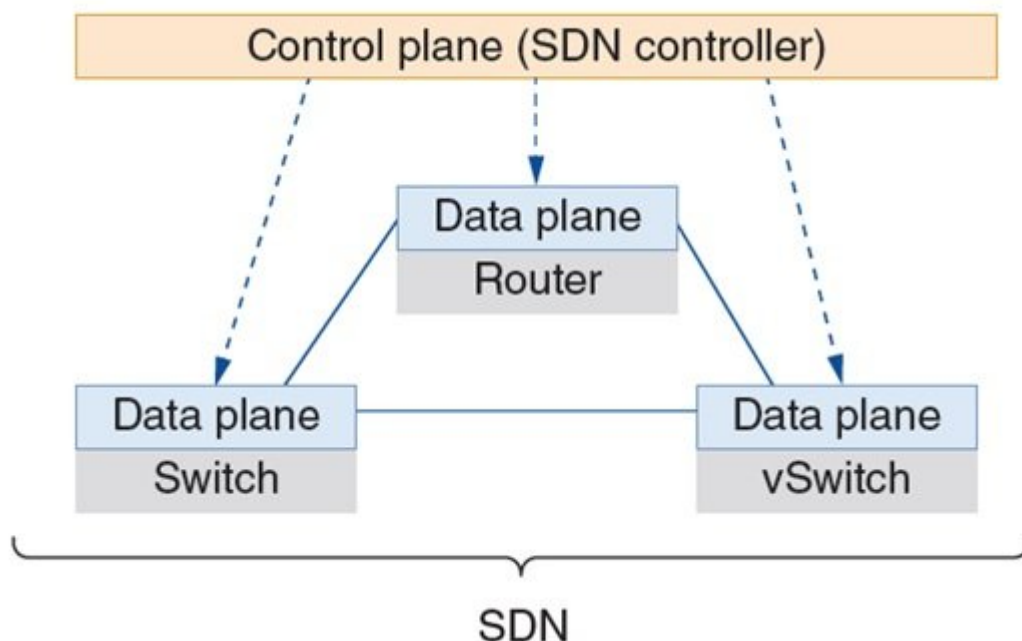 Control plane (SDN controller)
Data plane
Router
Data plane
Switch
Data plane
vSwitch
SDN